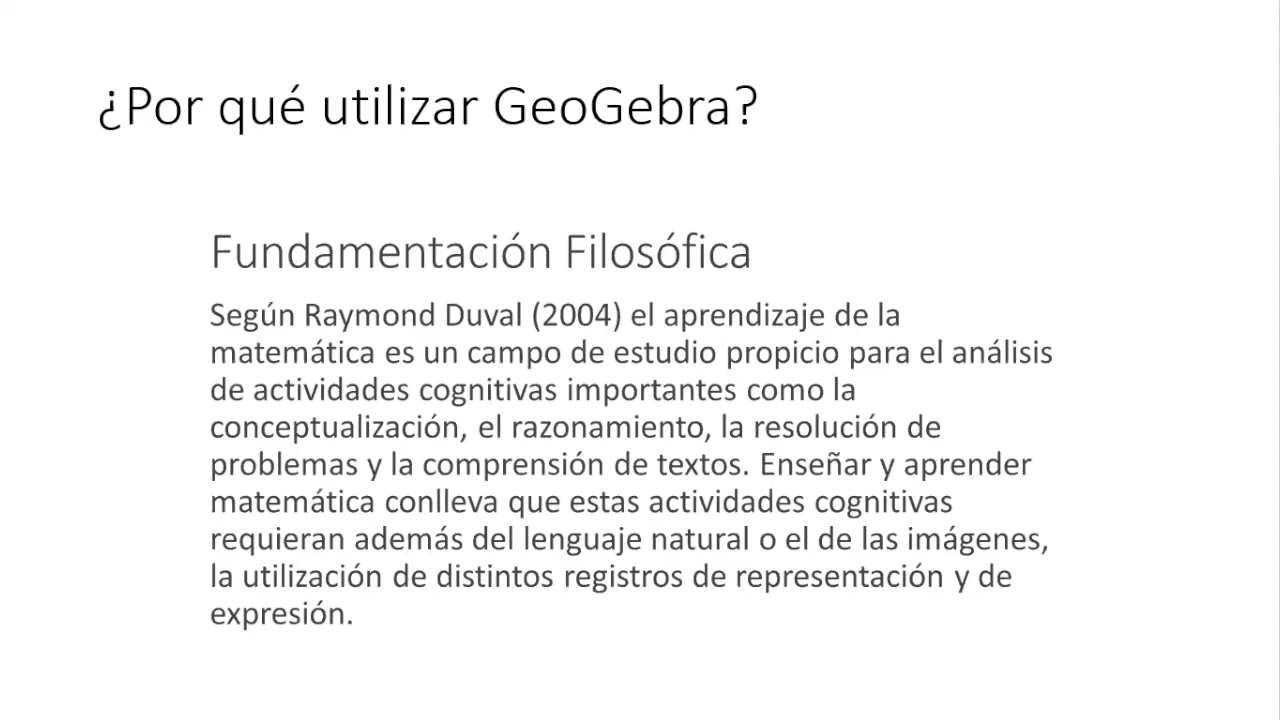 ¿Por qué utilizar GeoGebra?
Fundamentación Filosófica
Según Raymond Duval (2004) el aprendizaje de la
matemática es un campo de estudio propicio para el análisis
de actividades cognitivas importantes como la
conceptualización, el razonamiento, la resolución de
problemas y la comprensión de textos. Enseñar y aprender
matemática conlleva que estas actividades cognitivas
requieran además del lenguaje natural o el de las imágenes,
la utilización de distintos registros de representación y de
expresión.